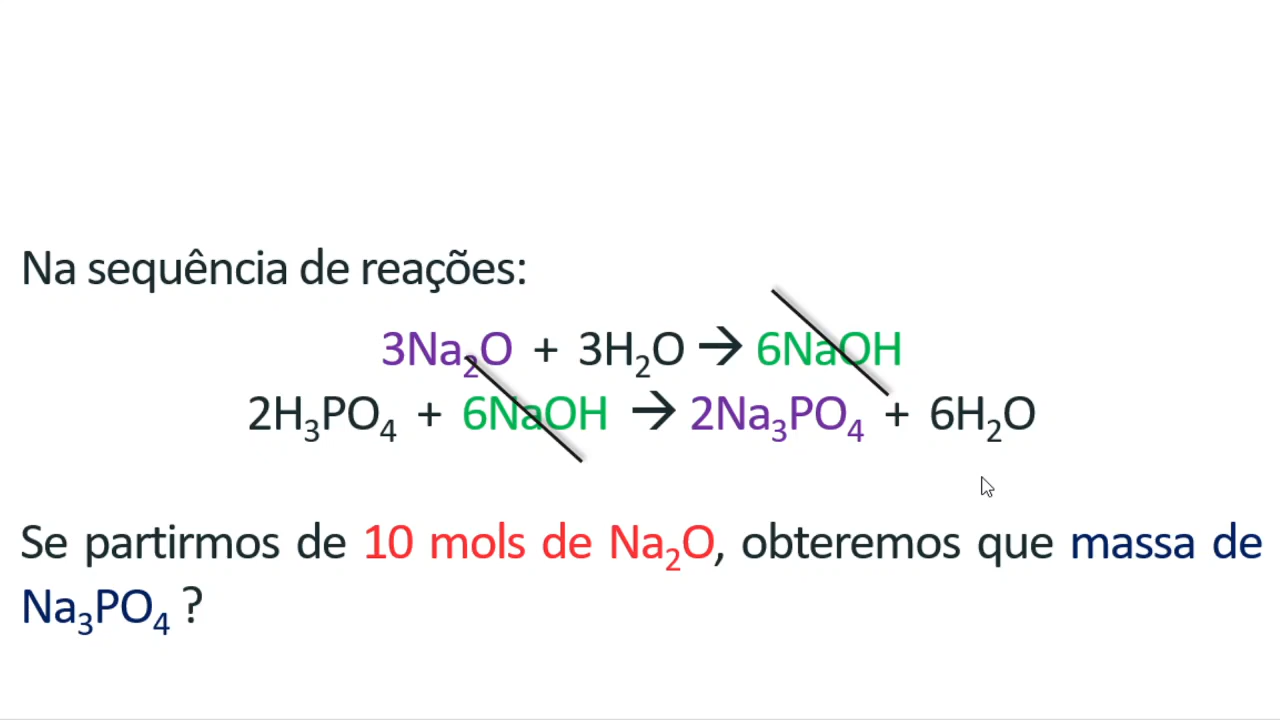 Na sequência de reações:
3Na₂O + 3H₂O → 6NaOH
2H₃PO₄ + 6NaOH → 2Na₃PO₄ + 6H₂O
Se partirmos de 10 mols de Na₂O, obteremos que massa de
Na₃PO₄ ?